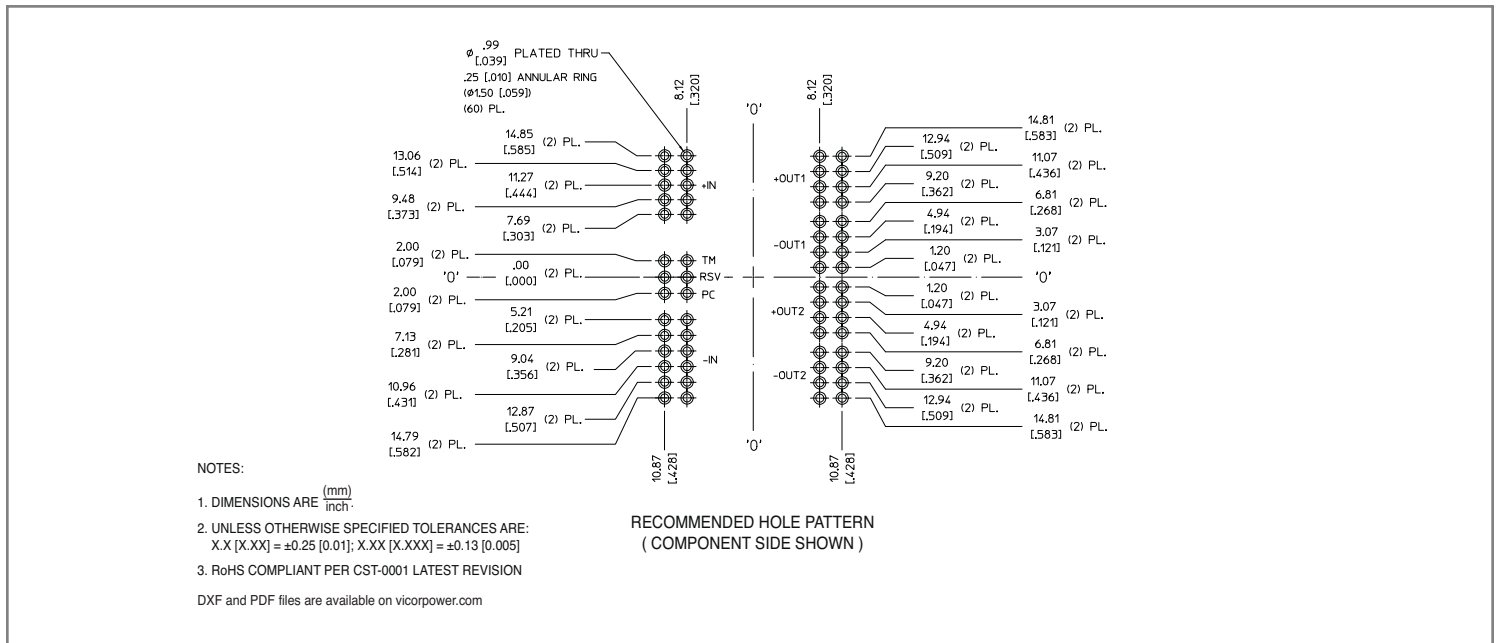 ø .99 [.039] PLATED THRU
.25 [.010] ANNULAR RING
(ø1.50 [.059])
(60) PL.
8.12 [.320]
'0'
8.12 [.320]
14.85 [.585] (2) PL.
13.06 [.514] (2) PL.
11.27 [.444] (2) PL.
+IN
9.48 [.373] (2) PL.
7.69 [.303] (2) PL.
2.00 [.079] (2) PL.
TM
'0'
.00 [.000] (2) PL.
RSV
2.00 [.079] (2) PL.
PC
5.21 [.205] (2) PL.
7.13 [.281] (2) PL.
9.04 [.356] (2) PL.
-IN
10.96 [.431] (2) PL.
12.87 [.507] (2) PL.
14.79 [.582] (2) PL.
10.87 [.428]
14.81 [.583] (2) PL.
12.94 [.509] (2) PL.
11.07 [.436] (2) PL.
+OUT1
9.20 [.362] (2) PL.
6.81 [.268] (2) PL.
4.94 [.194] (2) PL.
-OUT1
3.07 [.121] (2) PL.
1.20 [.047] (2) PL.
'0'
1.20 [.047] (2) PL.
3.07 [.121] (2) PL.
+OUT2
4.94 [.194] (2) PL.
6.81 [.268] (2) PL.
9.20 [.362] (2) PL.
-OUT2
11.07 [.436] (2) PL.
12.94 [.509] (2) PL.
14.81 [.583] (2) PL.
'0'
10.87 [.428]
NOTES:
1. DIMENSIONS ARE (mm) / inch.
2. UNLESS OTHERWISE SPECIFIED TOLERANCES ARE:
X.X [X.XX] = ±0.25 [0.01]; X.XX [X.XXX] = ±0.13 [0.005]
3. RoHS COMPLIANT PER CST-0001 LATEST REVISION
DXF and PDF files are available on vicorpower.com
RECOMMENDED HOLE PATTERN
( COMPONENT SIDE SHOWN )